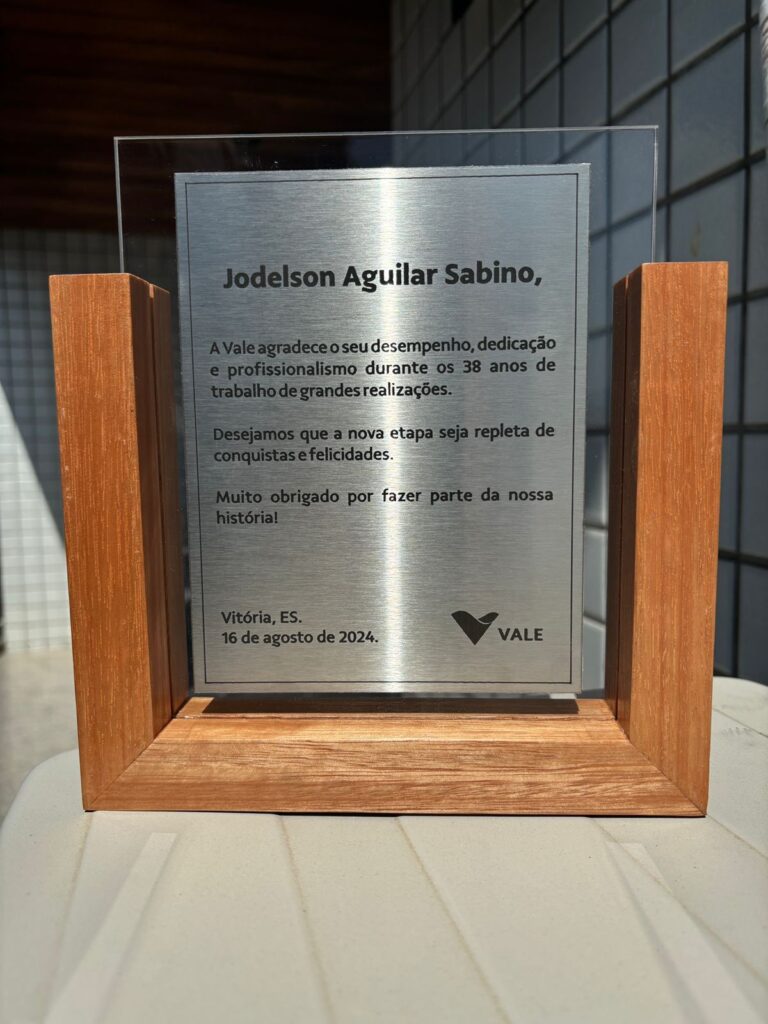 Jodelson Aguilar Sabino,
A Vale agradece o seu desempenho, dedicação
e profissionalismo durante os 38 anos de
trabalho de grandes realizações.
Desejamos que a nova etapa seja repleta de
conquistas e felicidades.
Muito obrigado por fazer parte da nossa
história!
Vitória, ES.
16 de agosto de 2024.
VALE